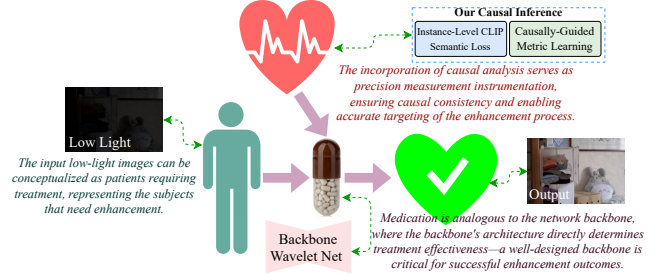 Our Causal Inference
Instance-Level CLIP
Semantic Loss
Causally-Guided
Metric Learning
The incorporation of causal analysis serves as
precision measurement instrumentation,
ensuring causal consistency and enabling
accurate targeting of the enhancement process.
Low Light
The input low-light images can be
conceptualized as patients requiring
treatment, representing the subjects
that need enhancement.
Output
Backbone
Wavelet Net
Medication is analogous to the network backbone,
where the backbone's architecture directly determines
treatment effectiveness—a well-designed backbone is
critical for successful enhancement outcomes.